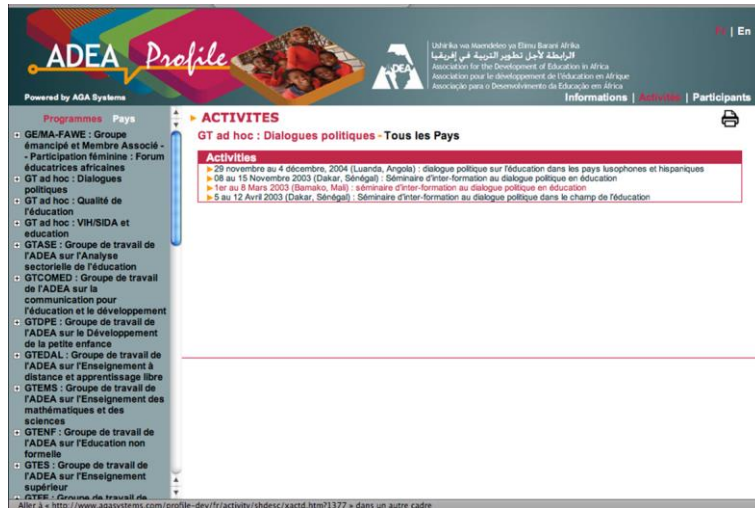 ADEA Profile
Powered by AGA Systems
ADEA
Ushirika wa Maendeleo ya Elimu Barani Afrika
الرابطة لأجل تطوير التربية في إفريقيا
Association for the Development of Education in Africa
Association pour le développement de l'Éducation en Afrique
Associação para o Desenvolvimento da Educação em África
Fr | En
Informations | Activités | Participants
Programmes Pays
GE/MA-FAWE : Groupe
émancipé et Membre Associé -
- Participation féminine : Forum
éducatrices africaines
GT ad hoc : Dialogues
politiques
GT ad hoc : Qualité de
l'éducation
GT ad hoc : VIH/SIDA et
education
GTASE : Groupe de travail de
l'ADEA sur l'Analyse
sectorielle de l'éducation
GTCOMED : Groupe de travail
de l'ADEA sur la
communication pour
l'éducation et le développement
GTDPE : Groupe de travail de
l'ADEA sur le Développement
de la petite enfance
GTEDAL : Groupe de travail de
l'ADEA sur l'Enseignement à
distance et apprentissage libre
GTEMS : Groupe de travail de
l'ADEA sur l'Enseignement des
mathématiques et des
sciences
GTENF : Groupe de travail de
l'ADEA sur l'Education non
formelle
GTES : Groupe de travail de
l'ADEA sur l'Enseignement
supérieur
GTEF : Groupe de travail de
ACTIVITES
GT ad hoc : Dialogues politiques - Tous les Pays
Activities
29 novembre au 4 décembre, 2004 (Luanda, Angola) : dialogue politique sur l'éducation dans les pays lusophones et hispaniques
08 au 15 Novembre 2003 (Dakar, Sénégal) : Séminaire d'inter-formation au dialogue politique en éducation
1er au 8 Mars 2003 (Bamako, Mali) : séminaire d'inter-formation au dialogue politique en éducation
5 au 12 Avril 2003 (Dakar, Sénégal) : Séminaire d'inter-formation au dialogue politique dans le champ de l'éducation
Aller à « http://www.agasystems.com/profile-dev/fr/activity/shdesc/xactd.htm?1377 » dans un autre cadre